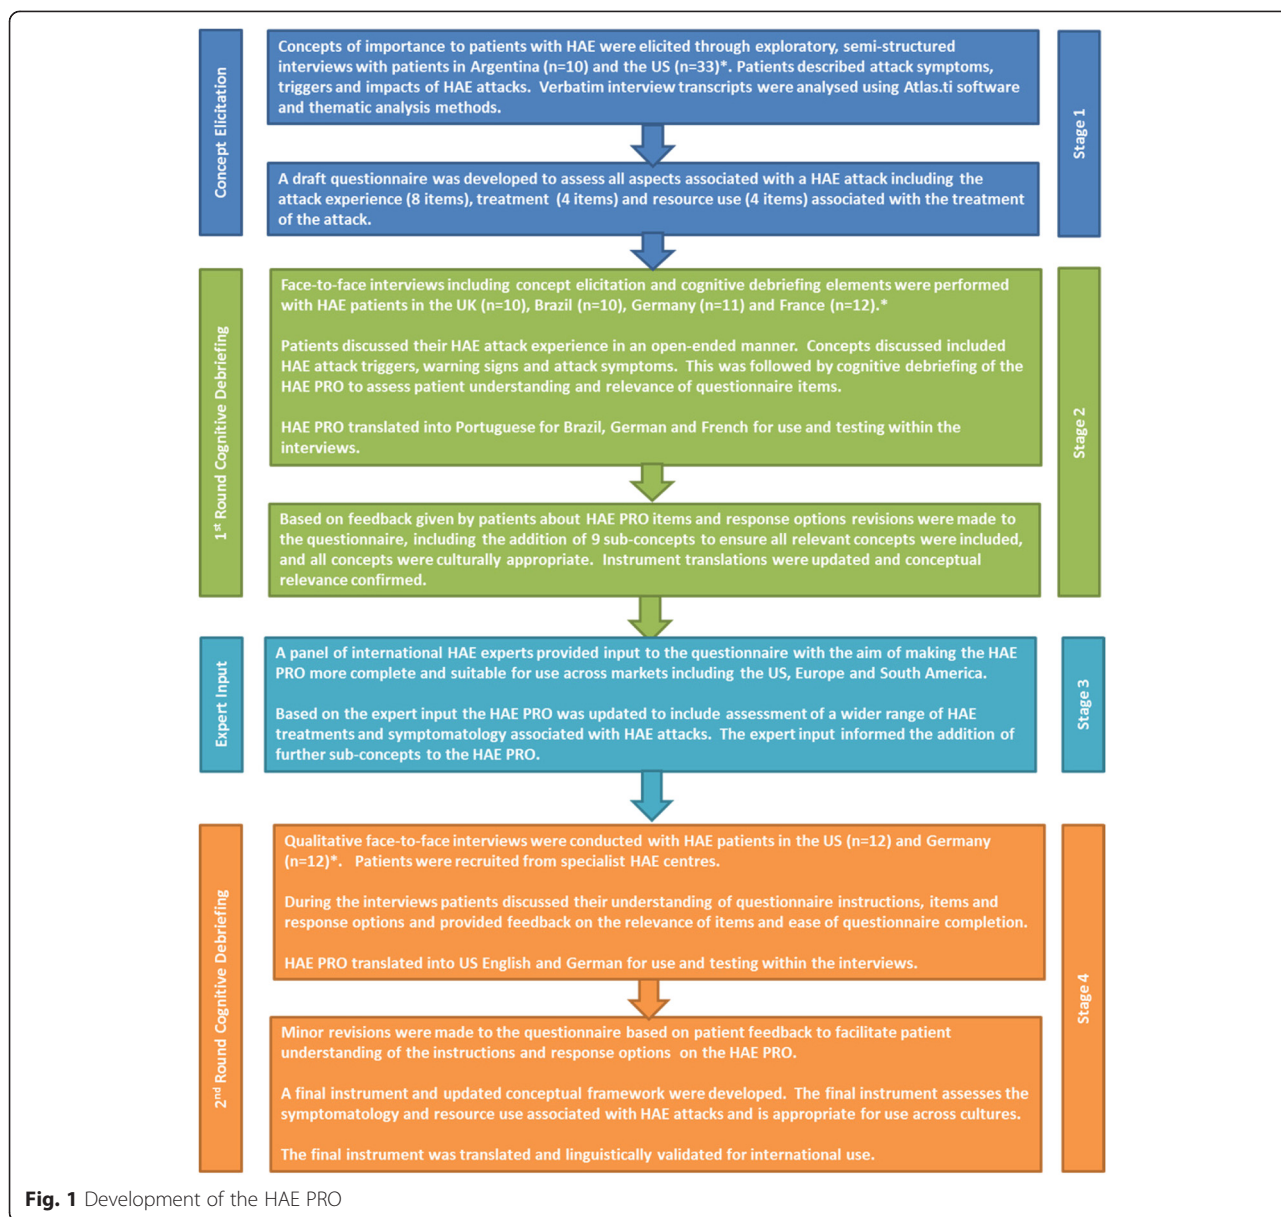 Concept Elicitation
Stage 1
Concepts of importance to patients with HAE were elicited through exploratory, semi-structured
interviews with patients in Argentina (n=10) and the US (n=33)*. Patients described attack symptoms,
triggers and impacts of HAE attacks. Verbatim interview transcripts were analysed using Atlas.ti software
and thematic analysis methods.
A draft questionnaire was developed to assess all aspects associated with a HAE attack including the
attack experience (8 items), treatment (4 items) and resource use (4 items) associated with the treatment
of the attack.
1st Round Cognitive Debriefing
Stage 2
Face-to-face interviews including concept elicitation and cognitive debriefing elements were performed
with HAE patients in the UK (n=10), Brazil (n=10), Germany (n=11) and France (n=12).*
Patients discussed their HAE attack experience in an open-ended manner. Concepts discussed included
HAE attack triggers, warning signs and attack symptoms. This was followed by cognitive debriefing of the
HAE PRO to assess patient understanding and relevance of questionnaire items.
HAE PRO translated into Portuguese for Brazil, German and French for use and testing within the
interviews.
Based on feedback given by patients about HAE PRO items and response options revisions were made to
the questionnaire, including the addition of 9 sub-concepts to ensure all relevant concepts were included,
and all concepts were culturally appropriate. Instrument translations were updated and conceptual
relevance confirmed.
Expert Input
Stage 3
A panel of international HAE experts provided input to the questionnaire with the aim of making the HAE
PRO more complete and suitable for use across markets including the US, Europe and South America.
Based on the expert input the HAE PRO was updated to include assessment of a wider range of HAE
treatments and symptomatology associated with HAE attacks. The expert input informed the addition of
further sub-concepts to the HAE PRO.
2nd Round Cognitive Debriefing
Stage 4
Qualitative face-to-face interviews were conducted with HAE patients in the US (n=12) and Germany
(n=12)*. Patients were recruited from specialist HAE centres.
During the interviews patients discussed their understanding of questionnaire instructions, items and
response options and provided feedback on the relevance of items and ease of questionnaire completion.
HAE PRO translated into US English and German for use and testing within the interviews.
Minor revisions were made to the questionnaire based on patient feedback to facilitate patient
understanding of the instructions and response options on the HAE PRO.
A final instrument and updated conceptual framework were developed. The final instrument assesses the
symptomatology and resource use associated with HAE attacks and is appropriate for use across cultures.
The final instrument was translated and linguistically validated for international use.
Fig. 1 Development of the HAE PRO